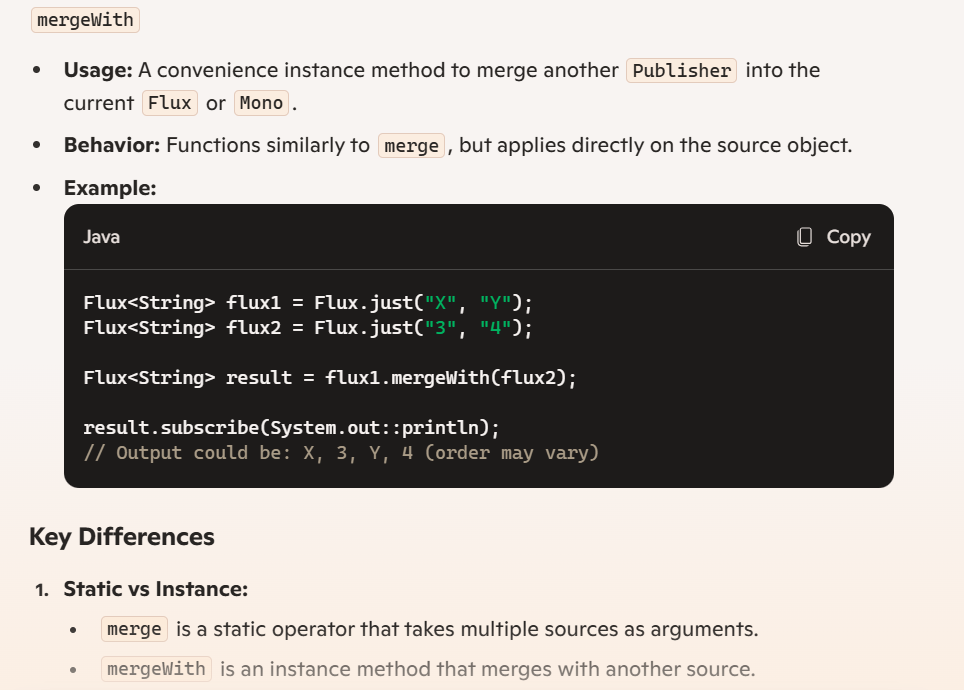 mergeWith
• Usage: A convenience instance method to merge another Publisher into the
current Flux or Mono.
• Behavior: Functions similarly to merge, but applies directly on the source object.
• Example:
Java Copy
Flux<String> flux1 = Flux.just("X", "Y");
Flux<String> flux2 = Flux.just("3", "4");
Flux<String> result = flux1.mergeWith(flux2);
result.subscribe(System.out::println);
// Output could be: X, 3, Y, 4 (order may vary)
Key Differences
1. Static vs Instance:
• merge is a static operator that takes multiple sources as arguments.
• mergeWith is an instance method that merges with another source.